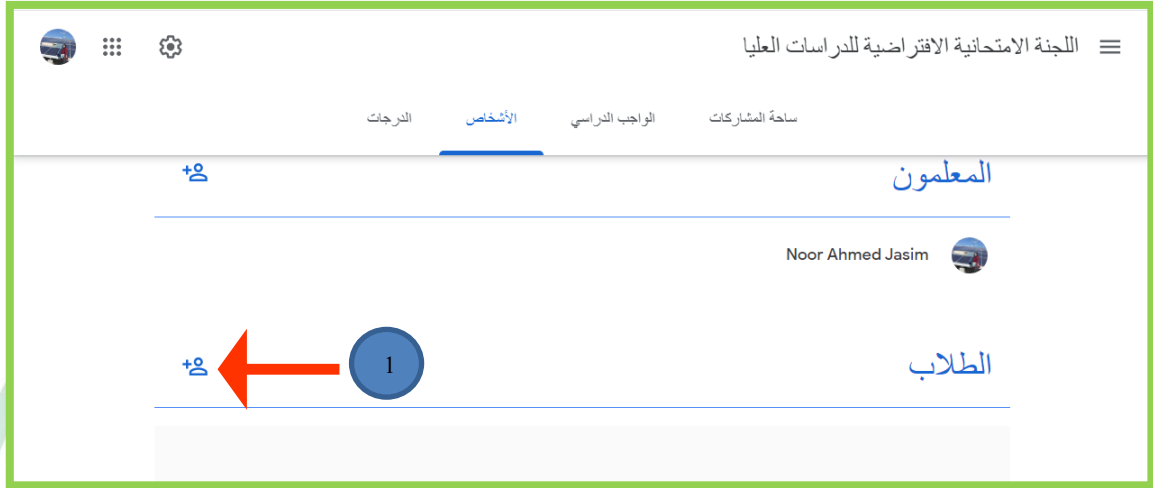 اللجنة الامتحانية الافتراضية للدراسات العليا
ساحة المشاركات الواجب الدراسي الأشخاص الدرجات
المعلمون
Noor Ahmed Jasim
الطلاب
1